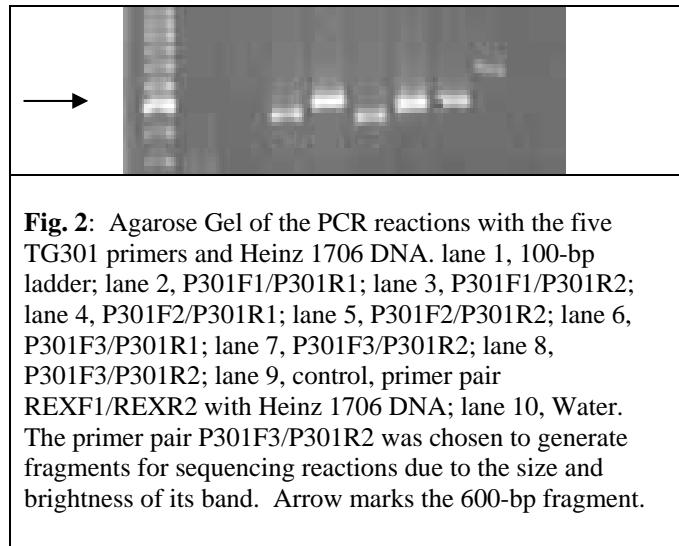 Fig. 2: Agarose Gel of the PCR reactions with the five
TG301 primers and Heinz 1706 DNA. lane 1, 100-bp
ladder; lane 2, P301F1/P301R1; lane 3, P301F1/P301R2;
lane 4, P301F2/P301R1; lane 5, P301F2/P301R2; lane 6,
P301F3/P301R1; lane 7, P301F3/P301R2; lane 8,
P301F3/P301R2; lane 9, control, primer pair
REXF1/REXR2 with Heinz 1706 DNA; lane 10, Water.
The primer pair P301F3/P301R2 was chosen to generate
fragments for sequencing reactions due to the size and
brightness of its band. Arrow marks the 600-bp fragment.